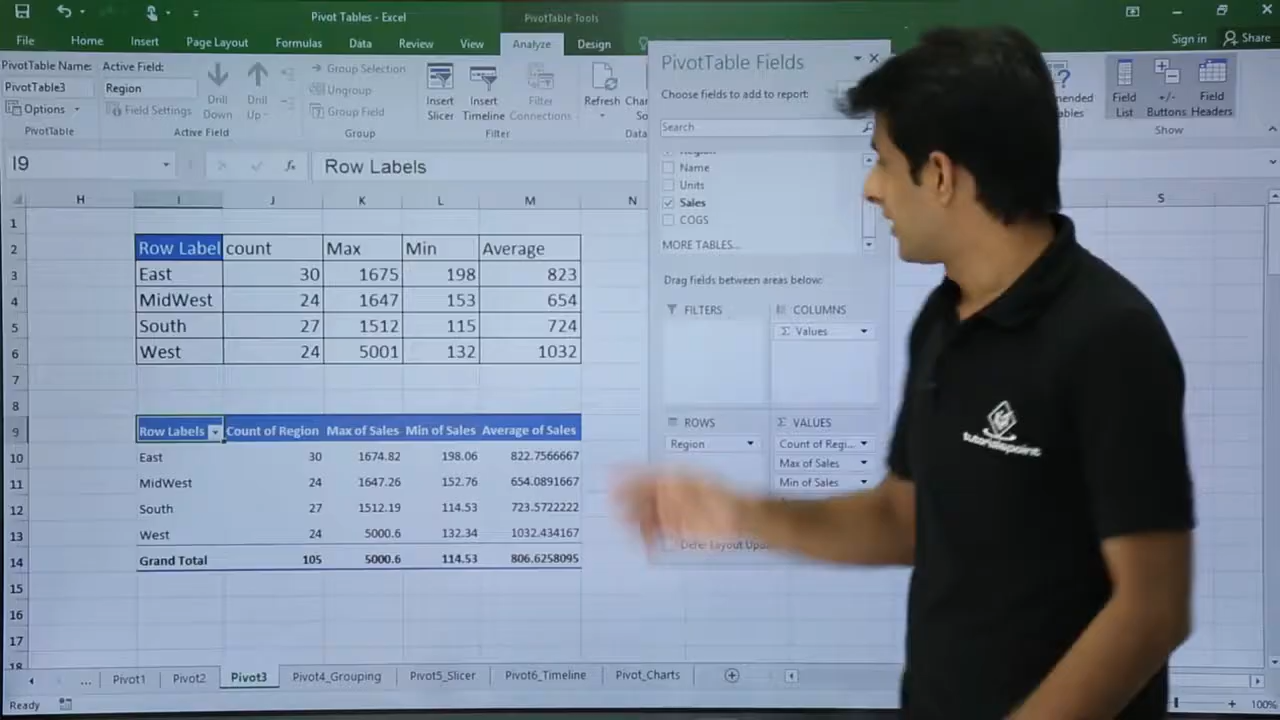 Pivot Tables - Excel
PivotTable Tools
File Home Insert Page Layout Formulas Data Review View Analyze Design
Sign in Share
PivotTable Name: Active Field:
PivotTable3 Region
Options Field Settings
Drill Down Drill Up
Group Selection
Ungroup
Group Field
Insert Slicer Insert Timeline Filter Connections
Refresh
Field List +/- Buttons Field Headers
PivotTable Active Field Group Filter Show
I9 fx Row Labels
H I J K L M N S
1
2 Row Label count Max Min Average
3 East 30 1675 198 823
4 MidWest 24 1647 153 654
5 South 27 1512 115 724
6 West 24 5001 132 1032
7
8
9 Row Labels Count of Region Max of Sales Min of Sales Average of Sales
10 East 30 1674.82 198.06 822.7566667
11 MidWest 24 1647.26 152.76 654.0891667
12 South 27 1512.19 114.53 723.5722222
13 West 24 5000.6 132.34 1032.434167
14 Grand Total 105 5000.6 114.53 806.6258095
15
16
17
18
PivotTable Fields
Choose fields to add to report:
Search
Name
Units
Sales
COGS
MORE TABLES...
Drag fields between areas below:
FILTERS COLUMNS
Σ Values
ROWS Σ VALUES
Region Count of Regi...
Max of Sales
Min of Sales
tutorialspoint
... Pivot1 Pivot2 Pivot3 Pivot4_Grouping Pivot5_Slicer Pivot6_Timeline Pivot_Charts
Ready 100%